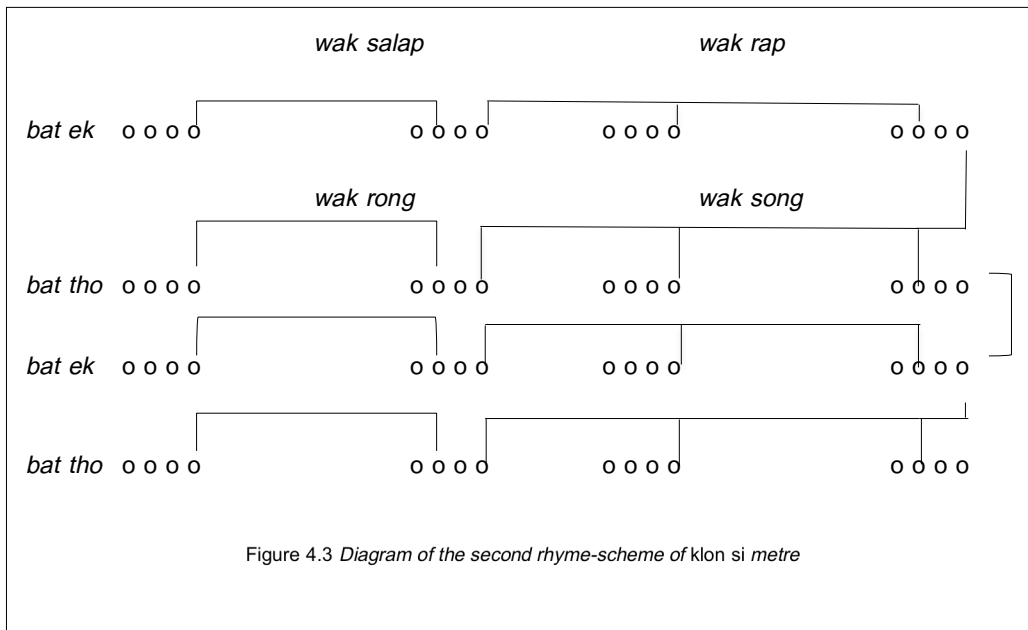 wak salap wak rap
bat ek o o o o o o o o o o o o o o o o
wak rong wak song
bat tho o o o o o o o o o o o o o o o o
bat ek o o o o o o o o o o o o o o o o
bat tho o o o o o o o o o o o o o o o o
Figure 4.3 Diagram of the second rhyme-scheme of klon si metre